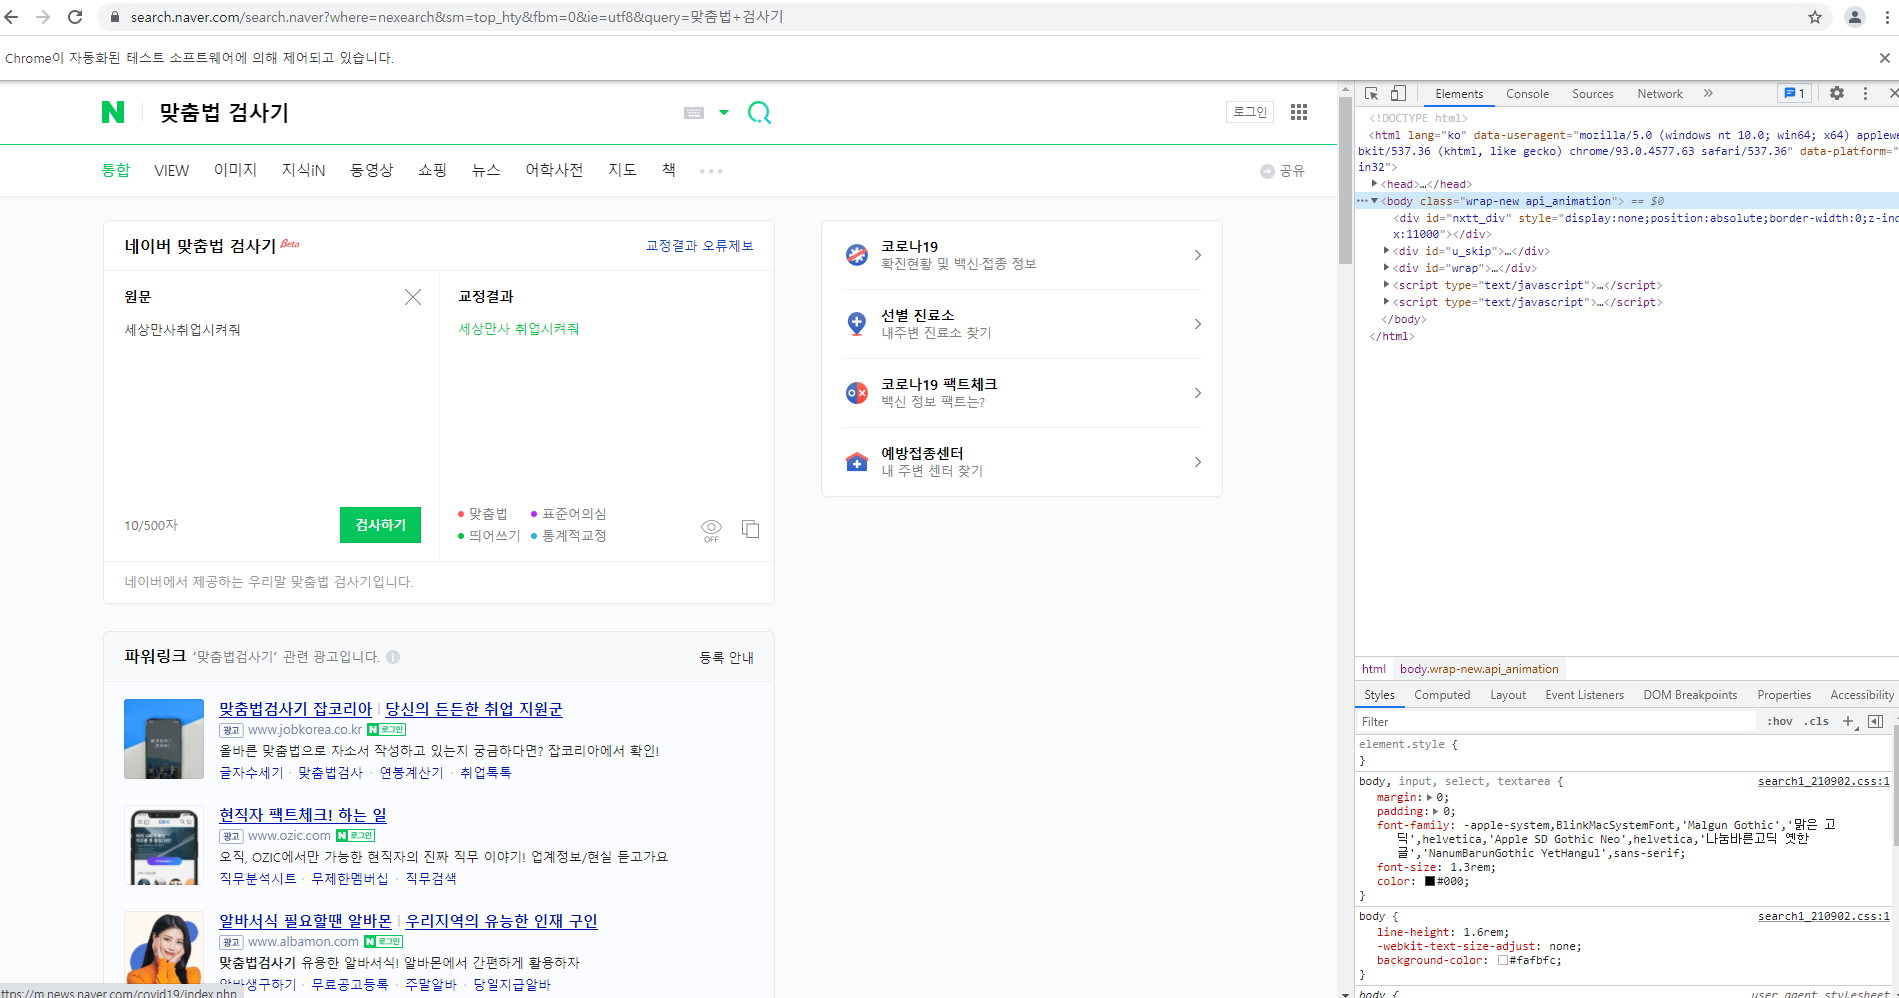 search.naver.com/search.naver?where=nexearch&sm=top_hty&fbm=0&ie=utf8&query=맞춤법+검사기
Chrome이 자동화된 테스트 소프트웨어에 의해 제어되고 있습니다.
N 맞춤법 검사기
로그인
통합 VIEW 이미지 지식iN 동영상 쇼핑 뉴스 어학사전 지도 책
공유
네이버 맞춤법 검사기 Beta
교정결과 오류제보
원문
세상만사취업시켜줘
10/500자
검사하기
교정결과
세상만사 취업시켜줘
맞춤법 표준어의심
띄어쓰기 통계적교정
OFF
네이버에서 제공하는 우리말 맞춤법 검사기입니다.
파워링크 ‘맞춤법검사기’ 관련 광고입니다.
등록 안내
맞춤법검사기 잡코리아 | 당신의 든든한 취업 지원군
광고 www.jobkorea.co.kr N 로그인
올바른 맞춤법으로 자소서 작성하고 있는지 궁금하다면? 잡코리아에서 확인!
글자수세기 · 맞춤법검사 · 연봉계산기 · 취업톡톡
OZIC
현직자 팩트체크! 하는 일
광고 www.ozic.com N 로그인
오직, OZIC에서만 가능한 현직자의 진짜 직무 이야기! 업계정보/현실 듣고가요
직무분석시트 · 무제한멤버십 · 직무검색
알바서식 필요할땐 알바몬 | 우리지역의 유능한 인재 구인
광고 www.albamon.com N 로그인
맞춤법검사기 유용한 알바서식! 알바몬에서 간편하게 활용하자
알바생구하기 · 무료공고등록 · 주말알바 · 당일지급알바
ttps://m.news.naver.com/covid19/index.nhn
코로나19
확진현황 및 백신·접종 정보
선별 진료소
내주변 진료소 찾기
코로나19 팩트체크
백신 정보 팩트는?
예방접종센터
내 주변 센터 찾기
Elements Console Sources Network » 1
<!DOCTYPE html>
<html lang="ko" data-useragent="mozilla/5.0 (windows nt 10.0; win64; x64) applewe
bkit/537.36 (khtml, like gecko) chrome/93.0.4577.63 safari/537.36" data-platform="
in32">
<head>…</head>
<body class="wrap-new api_animation"> == $0
<div id="nxtt_div" style="display:none;position:absolute;border-width:0;z-ind
x:11000"></div>
<div id="u_skip">…</div>
<div id="wrap">…</div>
<script type="text/javascript">…</script>
<script type="text/javascript">…</script>
</body>
</html>
html body.wrap-new.api_animation
Styles Computed Layout Event Listeners DOM Breakpoints Properties Accessibility
Filter :hov .cls +
element.style {
}
body, input, select, textarea { search1_210902.css:1
margin: 0;
padding: 0;
font-family: -apple-system,BlinkMacSystemFont,'Malgun Gothic','맑은 고
딕',helvetica,'Apple SD Gothic Neo',helvetica,'나눔바른고딕 옛한
글','NanumBarunGothic YetHangul',sans-serif;
font-size: 1.3rem;
color: #000;
}
body { search1_210902.css:1
line-height: 1.6rem;
-webkit-text-size-adjust: none;
background-color: #fafbfc;
}
body { user agent stylesheet